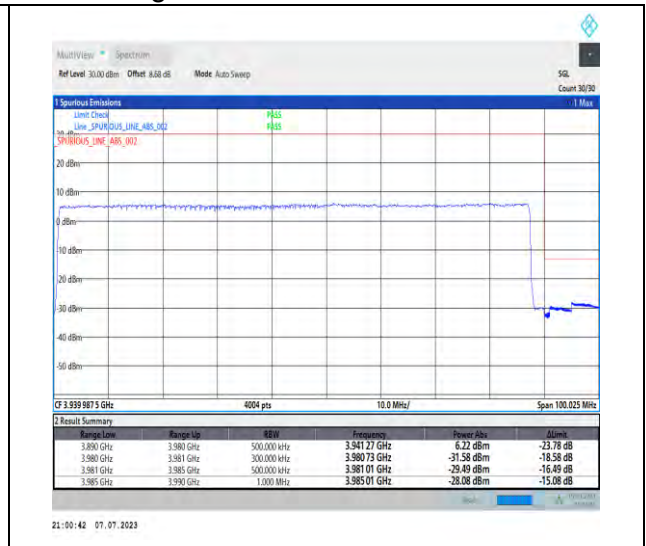 MultiView Spectrum
Ref Level 30.00 dBm Offset 8.68 dB Mode Auto Sweep SGL
Count 30/30
1 Spurious Emissions 1 Max
Limit Check PASS
Line _SPURIOUS_LINE_ABS_002 PASS
_SPURIOUS_LINE_ABS_002
20 dBm
10 dBm
0 dBm
-10 dBm
-20 dBm
-30 dBm
-40 dBm
-50 dBm
CF 3.939 987 5 GHz 4004 pts 10.0 MHz/ Span 100.025 MHz
2 Result Summary
Range Low Range Up RBW Frequency Power Abs ΔLimit
3.890 GHz 3.980 GHz 500.000 kHz 3.941 27 GHz 6.22 dBm -23.78 dB
3.980 GHz 3.981 GHz 300.000 kHz 3.980 73 GHz -31.58 dBm -18.58 dB
3.981 GHz 3.985 GHz 500.000 kHz 3.981 01 GHz -29.49 dBm -16.49 dB
3.985 GHz 3.990 GHz 1.000 MHz 3.985 01 GHz -28.08 dBm -15.08 dB
21:00:42 07.07.2023